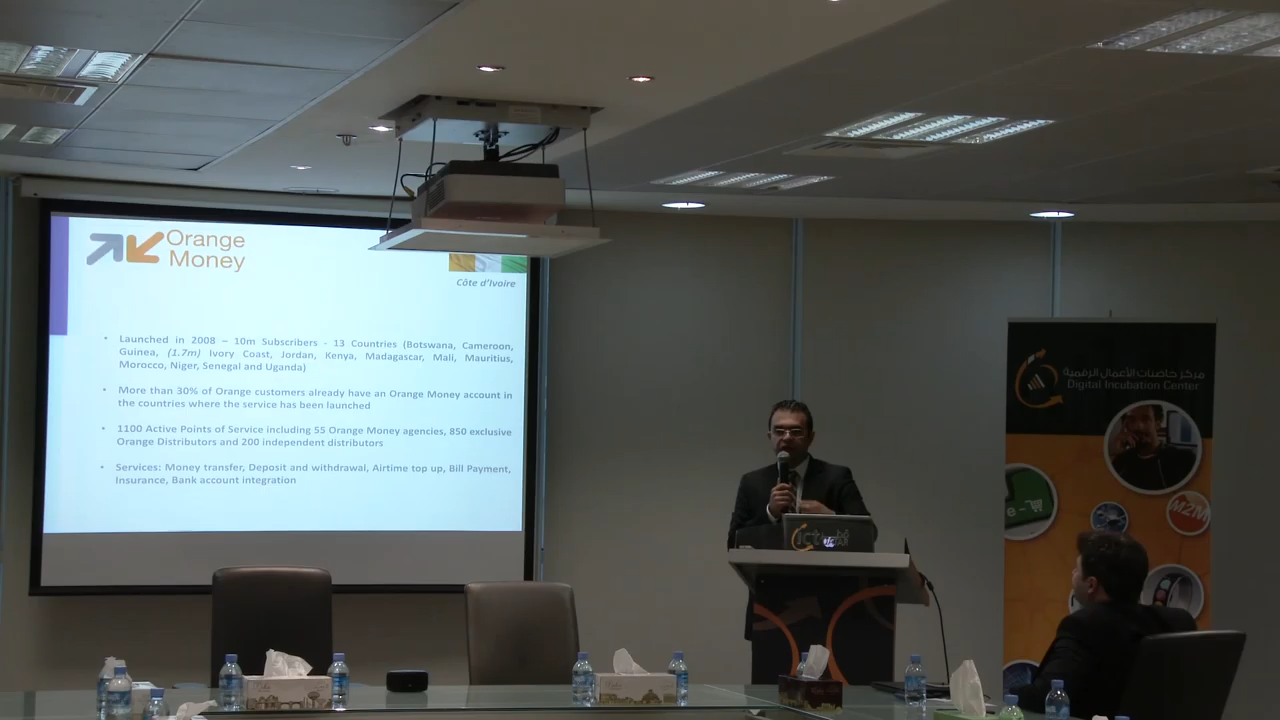 Orange
Money
Côte d'Ivoire
• Launched in 2008 – 10m Subscribers - 13 Countries (Botswana, Cameroon,
Guinea, (1.7m) Ivory Coast, Jordan, Kenya, Madagascar, Mali, Mauritius,
Morocco, Niger, Senegal and Uganda)
• More than 30% of Orange customers already have an Orange Money account in
the countries where the service has been launched
• 1100 Active Points of Service including 55 Orange Money agencies, 850 exclusive
Orange Distributors and 200 independent distributors
• Services: Money transfer, Deposit and withdrawal, Airtime top up, Bill Payment,
Insurance, Bank account integration
مركز حاضنات الأعمال الرقمية
Digital Incubation Center
e-
M2M
ict